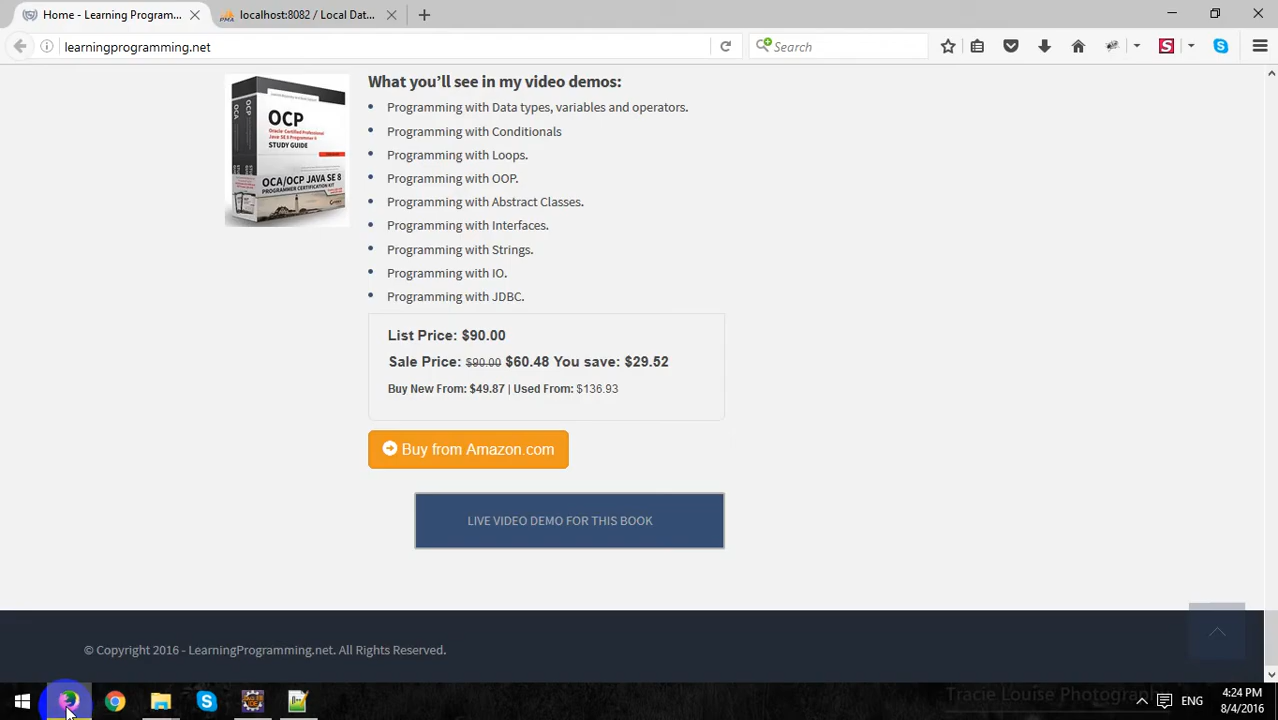 Home - Learning Program...
localhost:8082 / Local Dat...
learningprogramming.net
Search
What you'll see in my video demos:
Programming with Data types, variables and operators.
Programming with Conditionals
Programming with Loops.
Programming with OOP.
Programming with Abstract Classes.
Programming with Interfaces.
Programming with Strings.
Programming with IO.
Programming with JDBC.
OCP
OCA
OCP
Oracle Certified Professional
Java SE 8 Programmer II
STUDY GUIDE
OCA/OCP JAVA SE 8
PROGRAMMER CERTIFICATION KIT
List Price: $90.00
Sale Price: $90.00 $60.48 You save: $29.52
Buy New From: $49.87 | Used From: $136.93
Buy from Amazon.com
LIVE VIDEO DEMO FOR THIS BOOK
© Copyright 2016 - LearningProgramming.net. All Rights Reserved.
Tracie Louise Photography
ENG
4:24 PM
8/4/2016